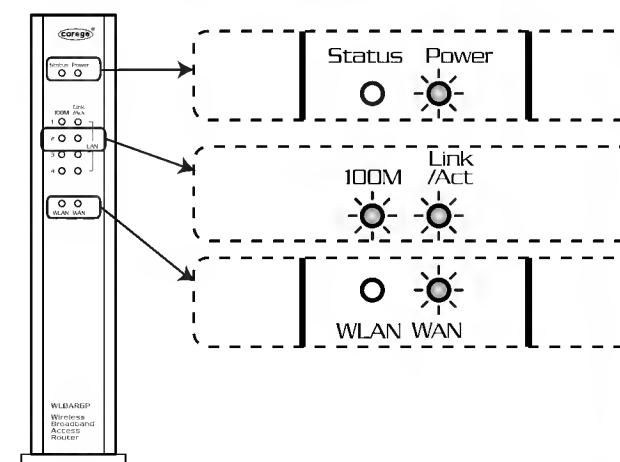 corega
Status Power
Link
100M /Act
1
2
LAN
3
4
WLAN WAN
WLBARGP
Wireless
Broadband
Access
Router
Status Power
Link
100M /Act
WLAN WAN